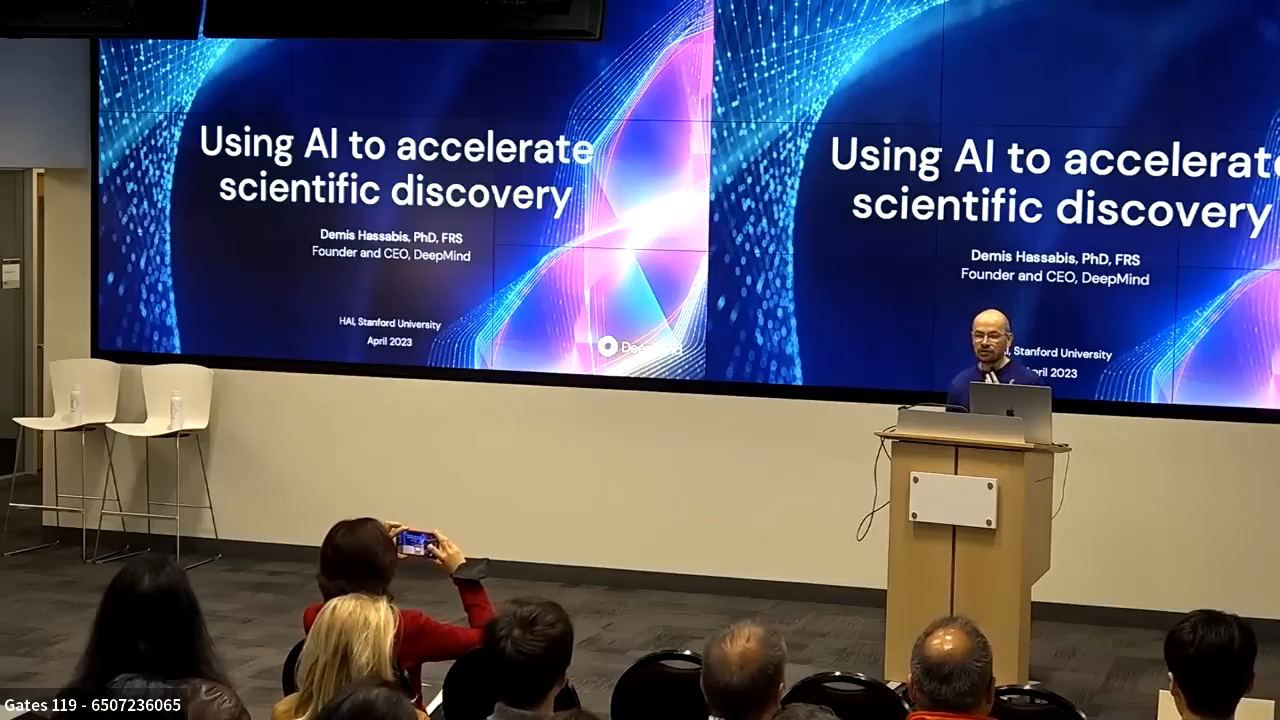 Using AI to accelerate
scientific discovery
Demis Hassabis, PhD, FRS
Founder and CEO, DeepMind
HAI, Stanford University
April 2023
Using AI to accelerat
scientific discovery
Demis Hassabis, PhD, FRS
Founder and CEO, DeepMind
, Stanford University
April 2023
Gates 119 - 6507236065